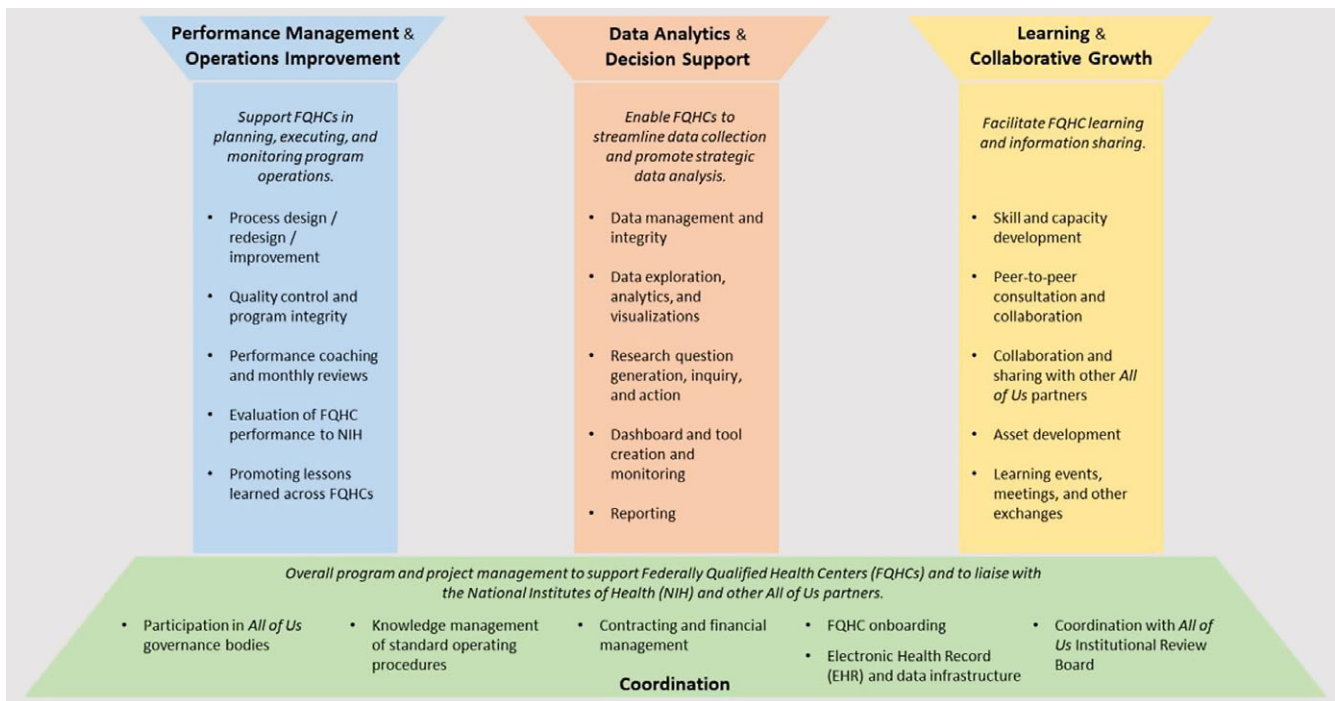 Performance Management &
Operations Improvement
Support FQHCs in
planning, executing, and
monitoring program
operations.
• Process design /
redesign /
improvement
• Quality control and
program integrity
• Performance coaching
and monthly reviews
• Evaluation of FQHC
performance to NIH
• Promoting lessons
learned across FQHCs
Data Analytics &
Decision Support
Enable FQHCs to
streamline data collection
and promote strategic
data analysis.
• Data management and
integrity
• Data exploration,
analytics, and
visualizations
• Research question
generation, inquiry,
and action
• Dashboard and tool
creation and
monitoring
• Reporting
Learning &
Collaborative Growth
Facilitate FQHC learning
and information sharing.
• Skill and capacity
development
• Peer-to-peer
consultation and
collaboration
• Collaboration and
sharing with other All
of Us partners
• Asset development
• Learning events,
meetings, and other
exchanges
Overall program and project management to support Federally Qualified Health Centers (FQHCs) and to liaise with
the National Institutes of Health (NIH) and other All of Us partners.
• Participation in All of Us
governance bodies
• Knowledge management
of standard operating
procedures
• Contracting and financial
management
• FQHC onboarding
• Electronic Health Record
(EHR) and data infrastructure
• Coordination with All of
Us Institutional Review
Board
Coordination